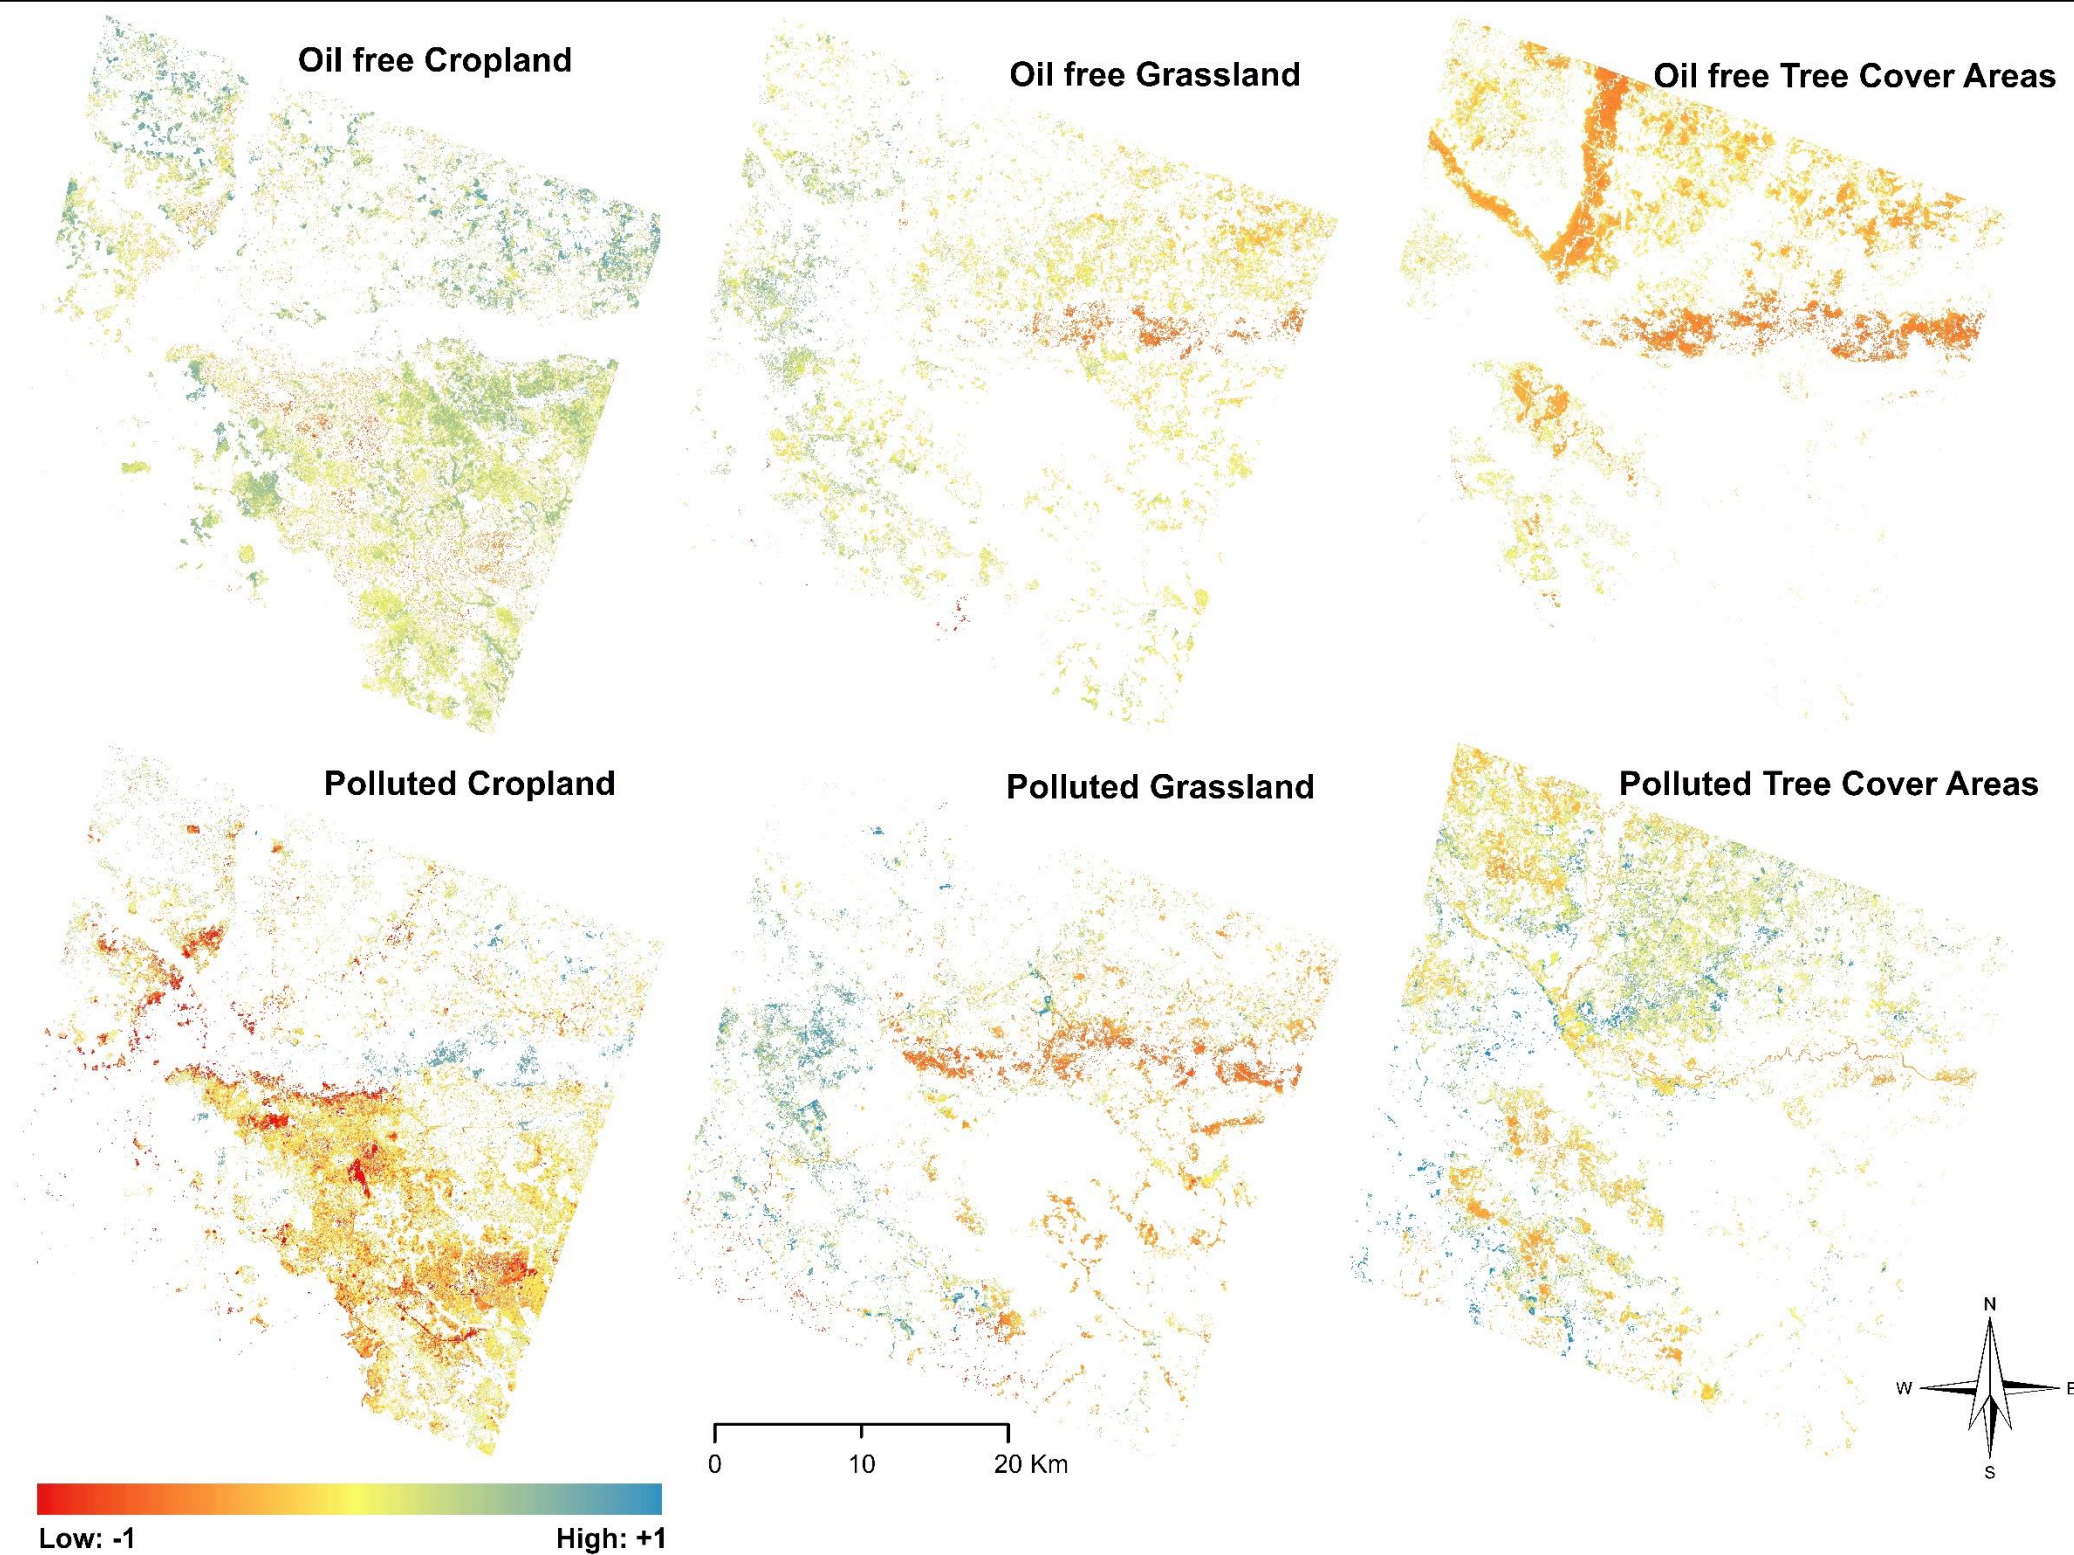 Oil free Cropland
Oil free Grassland
Oil free Tree Cover Areas
Polluted Cropland
Polluted Grassland
Polluted Tree Cover Areas
N
W
E
S
0 10 20 Km
Low: -1 High: +1